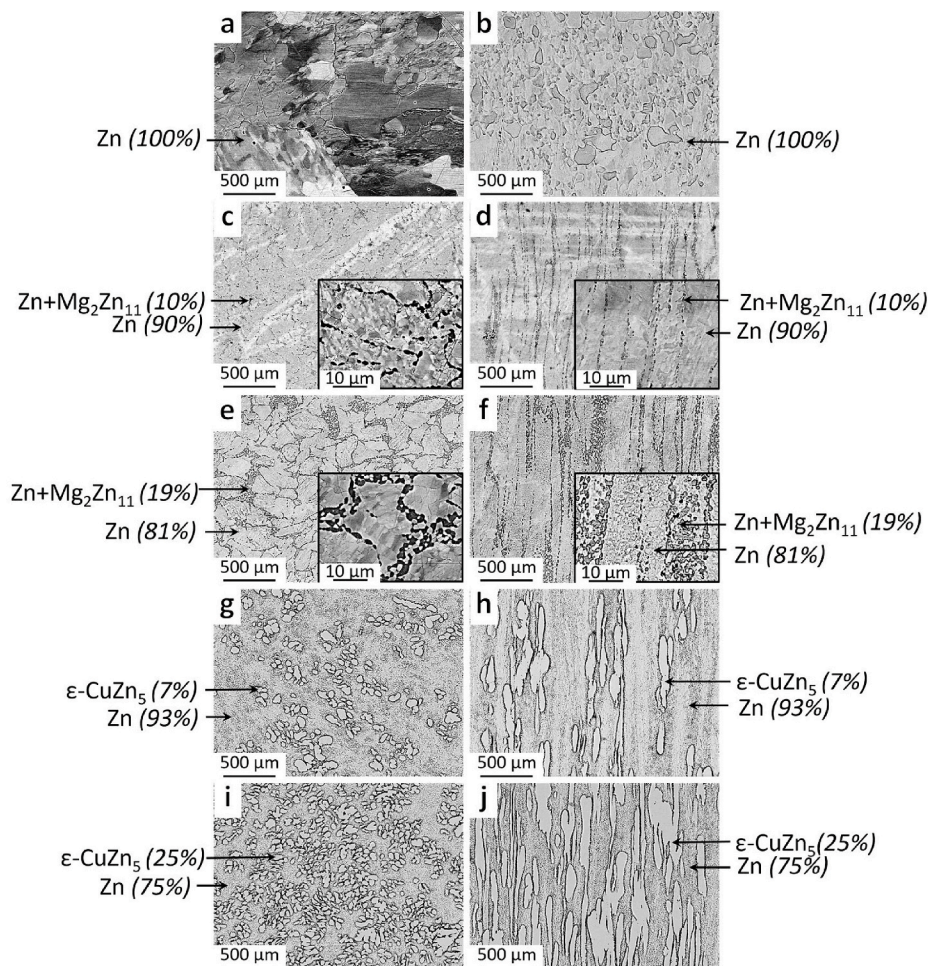 a
b
Zn (100%)
Zn (100%)
500 µm
500 µm
c
d
Zn+Mg₂Zn₁₁ (10%)
Zn (90%)
Zn+Mg₂Zn₁₁ (10%)
Zn (90%)
500 µm
10 µm
500 µm
10 µm
e
f
Zn+Mg₂Zn₁₁ (19%)
Zn (81%)
Zn+Mg₂Zn₁₁ (19%)
Zn (81%)
500 µm
10 µm
500 µm
10 µm
g
h
ε-CuZn₅ (7%)
Zn (93%)
ε-CuZn₅ (7%)
Zn (93%)
500 µm
500 µm
i
j
ε-CuZn₅ (25%)
Zn (75%)
ε-CuZn₅ (25%)
Zn (75%)
500 µm
500 µm